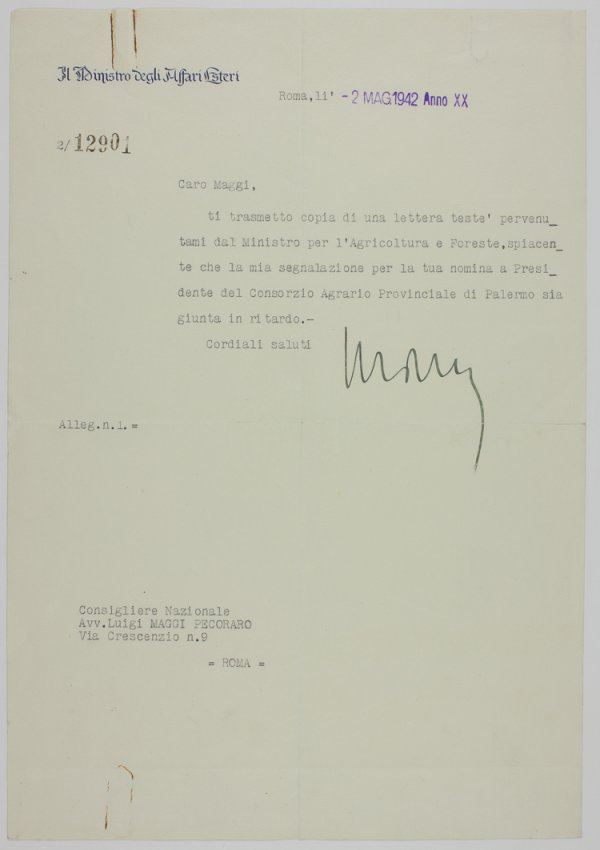 Il Ministro degli Affari Esteri
Roma, li' - 2 MAG.1942 Anno XX
2/12901
Caro Maggi,
ti trasmetto copia di una lettera teste' pervenu_
tami dal Ministro per l'Agricoltura e Foreste,spiacen_
te che la mia segnalazione per la tua nomina a Presi_
dente del Consorzio Agrario Provinciale di Palermo sia
giunta in ritardo.-
Cordiali saluti
Alleg.n.1.=
Consigliere Nazionale
Avv.Luigi MAGGI PECORARO
Via Crescenzio n.9
= ROMA =